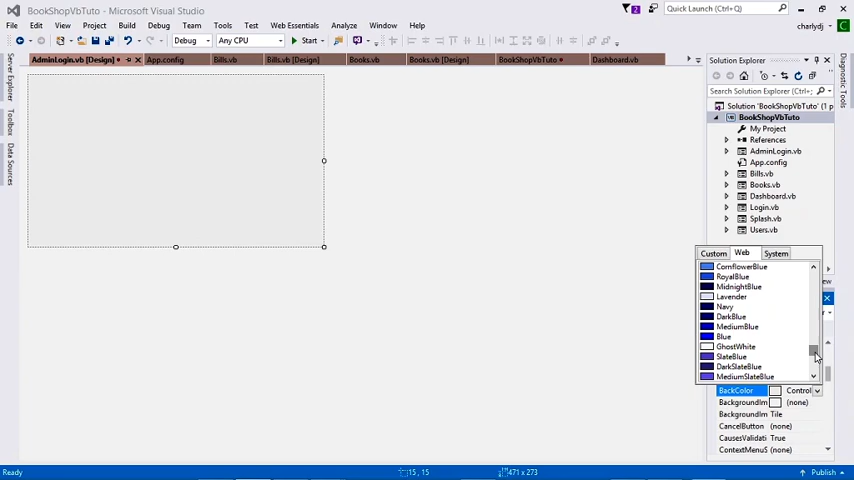 BookShopVbTuto - Microsoft Visual Studio
2
Quick Launch (Ctrl+Q)
File Edit View Project Build Debug Team Tools Test Web Essentials Analyze Window Help
charlydj C
Debug Any CPU Start
AdminLogin.vb [Design] App.config Bills.vb Bills.vb [Design] Books.vb Books.vb [Design] BookShopVbTuto Dashboard.vb
Server Explorer
Toolbox
Data Sources
Solution Explorer
Search Solution Explorer (Ctrl+;
Solution 'BookShopVbTuto' (1 p
BookShopVbTuto
My Project
References
AdminLogin.vb
App.config
Bills.vb
Books.vb
Dashboard.vb
Login.vb
Splash.vb
Users.vb
Diagnostic Tools
Custom Web System
CornflowerBlue
RoyalBlue
MidnightBlue
Lavender
Navy
DarkBlue
MediumBlue
Blue
GhostWhite
SlateBlue
DarkSlateBlue
MediumSlateBlue
BackColor Control
BackgroundIm (none)
BackgroundIm Tile
CancelButton (none)
CausesValidati True
ContextMenuS (none)
Ready 15 , 15 471 x 273 Publish